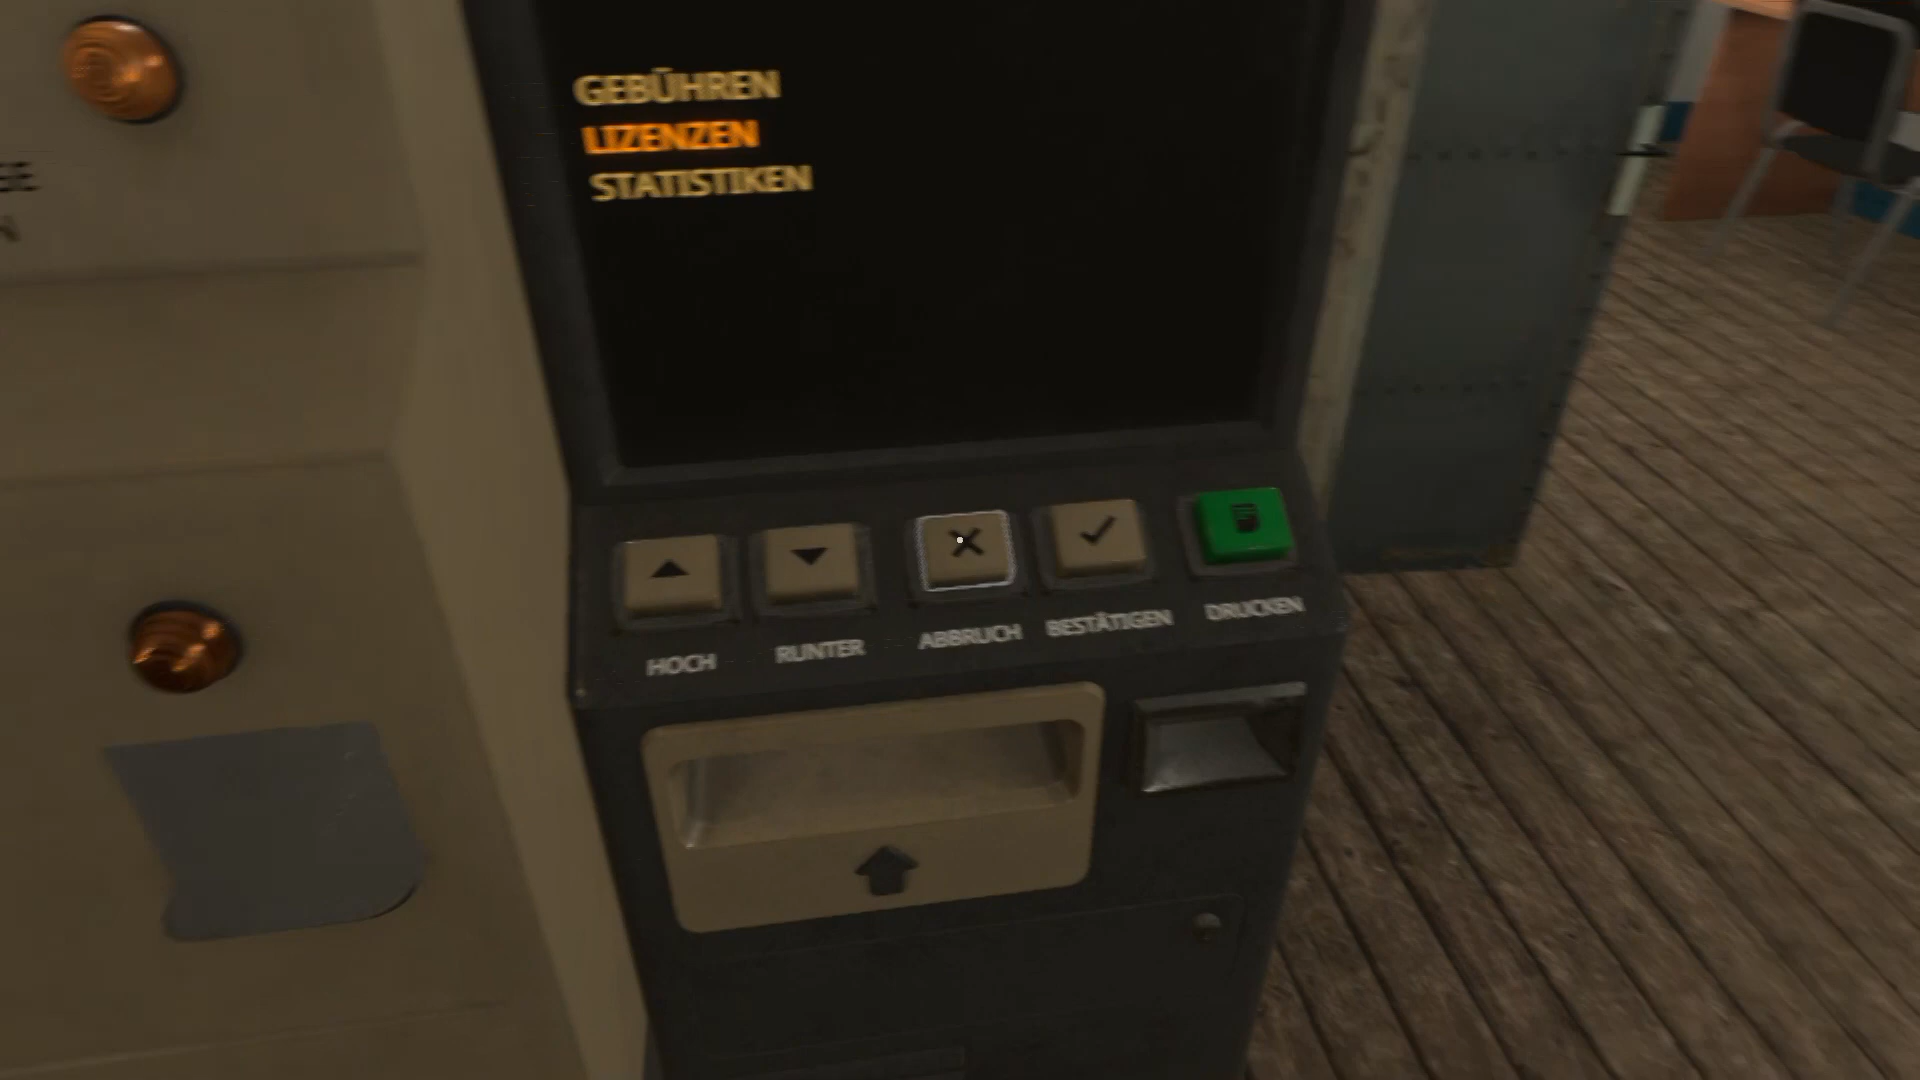 GEBÜHREN
LIZENZEN
STATISTIKEN
HOCH
RUNTER
ABBRUCH
BESTÄTIGEN
DRUCKEN